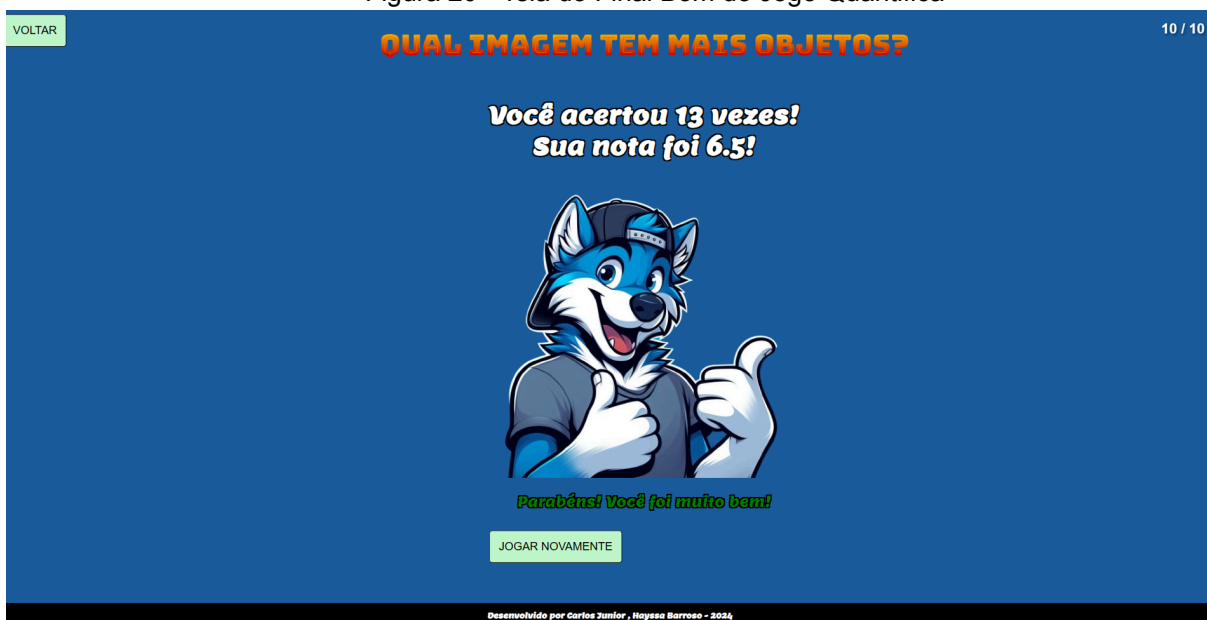 VOLTAR
QUAL IMAGEM TEM MAIS OBJETOS?
10 / 10
Você acertou 13 vezes!
Sua nota foi 6.5!
Parabéns! Você foi muito bem!
JOGAR NOVAMENTE
Desenvolvido por Carlos Junior , Hayssa Barroso - 2024